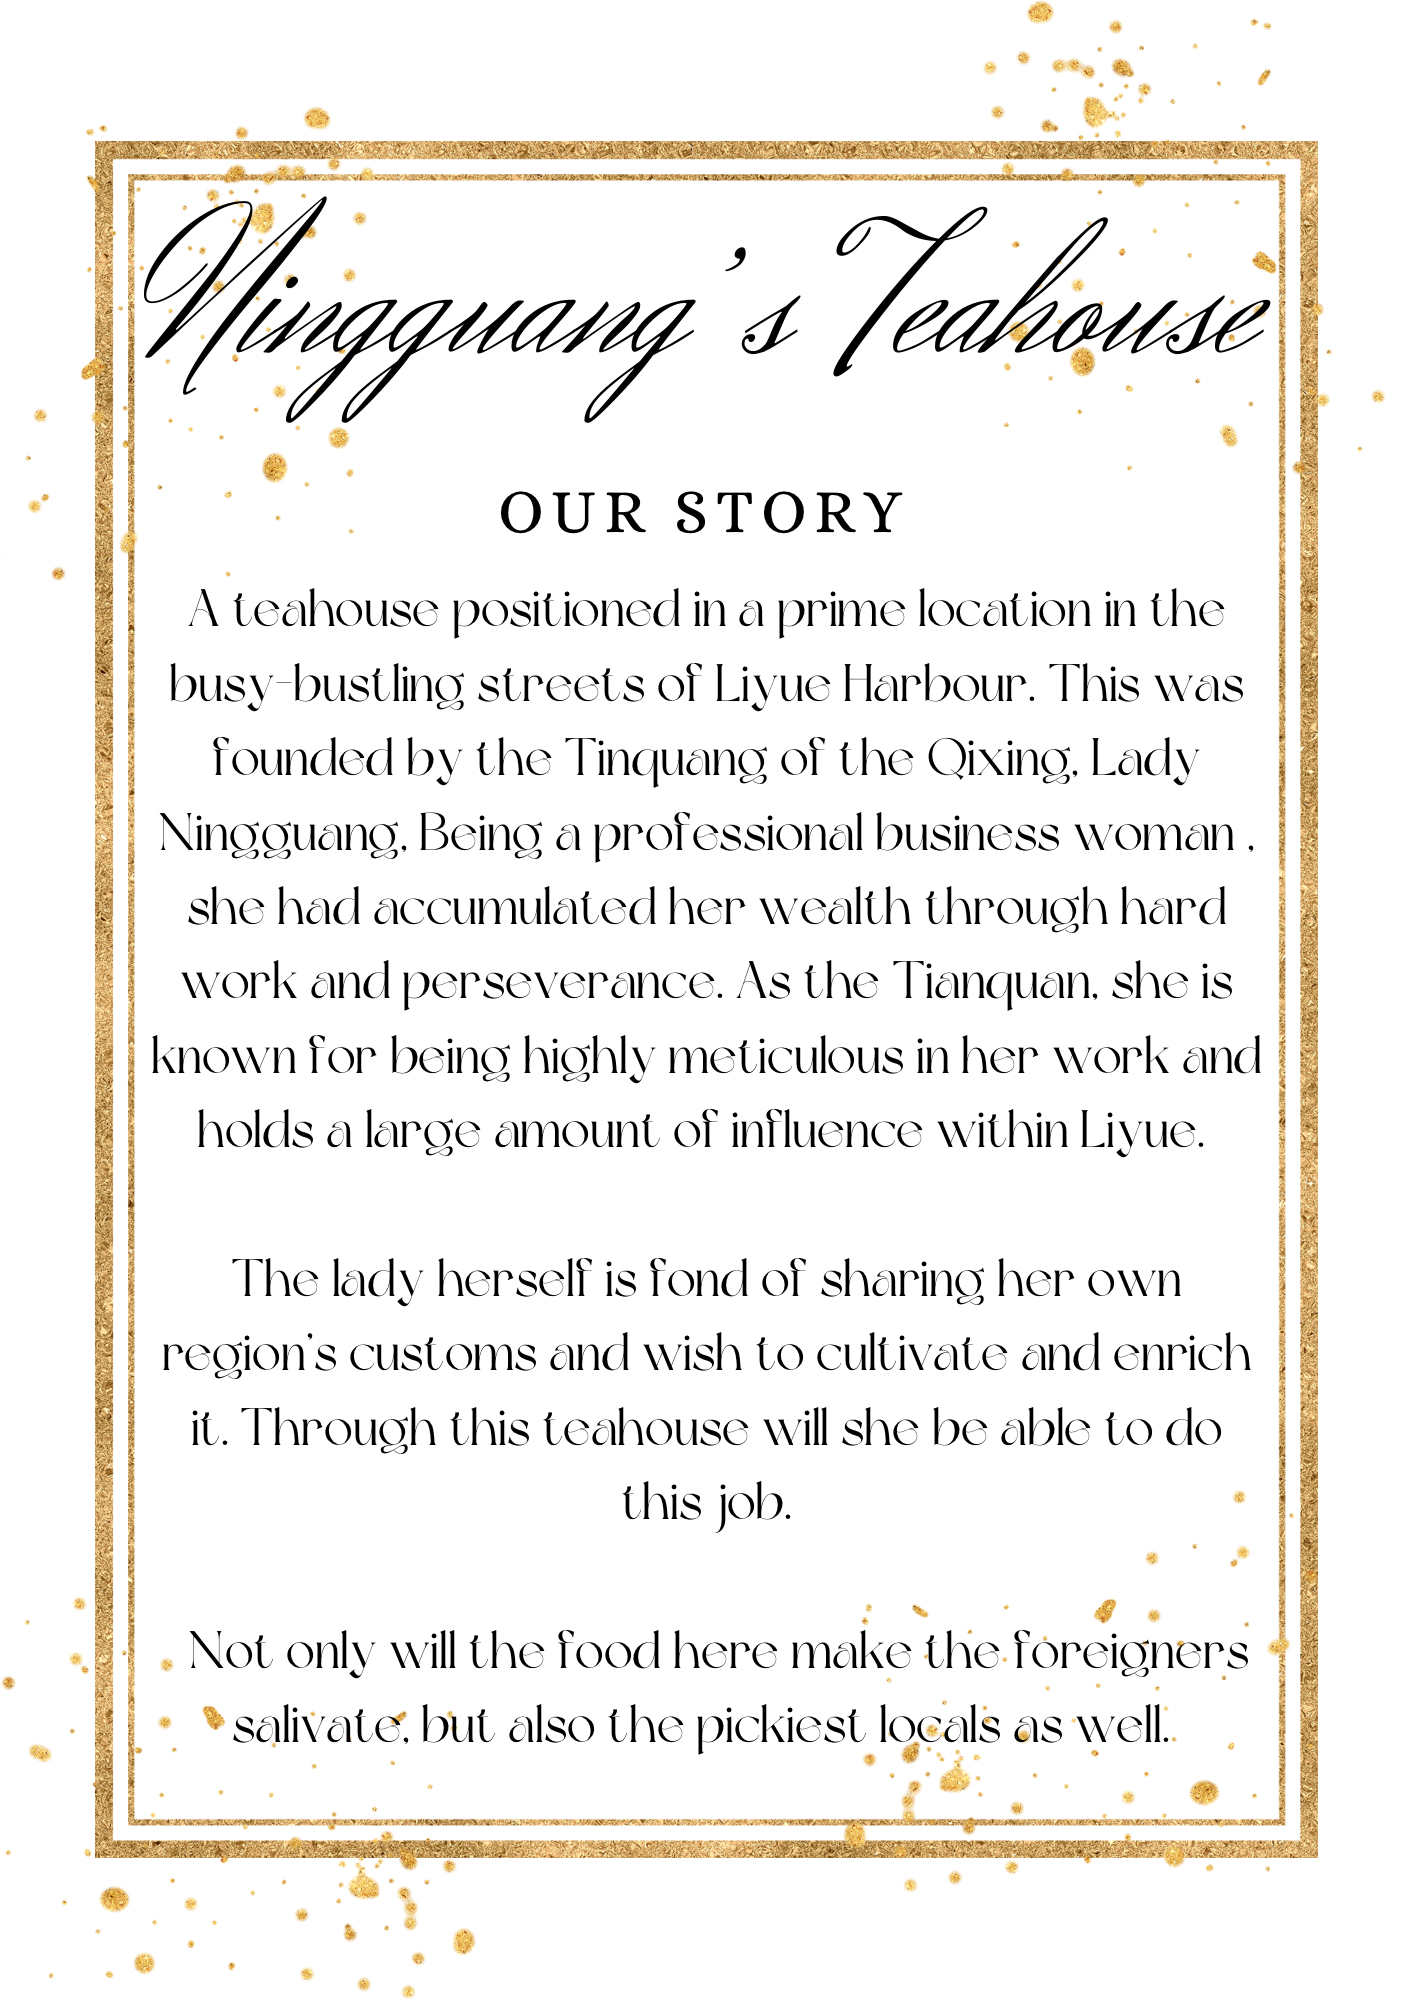 Ningguang's Teahouse
OUR STORY
A teahouse positioned in a prime location in the
busy-bustling streets of Liyue Harbour. This was
founded by the Tinquang of the Qixing, Lady
Ningguang, Being a professional business woman ,
she had accumulated her wealth through hard
work and perseverance. As the Tianquan, she is
known for being highly meticulous in her work and
holds a large amount of influence within Liyue.
The lady herself is fond of sharing her own
region's customs and wish to cultivate and enrich
it. Through this teahouse will she be able to do
this job.
Not only will the food here make the foreigners
salivate, but also the pickiest locals as well.